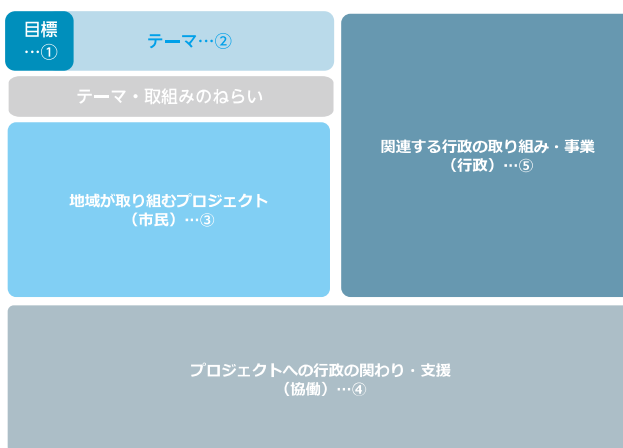 目標
…①
テーマ…②
テーマ・取組みのねらい
地域が取り組むプロジェクト
（市民）…③
関連する行政の取り組み・事業
（行政）…⑤
プロジェクトへの行政の関わり・支援
（協働）…④